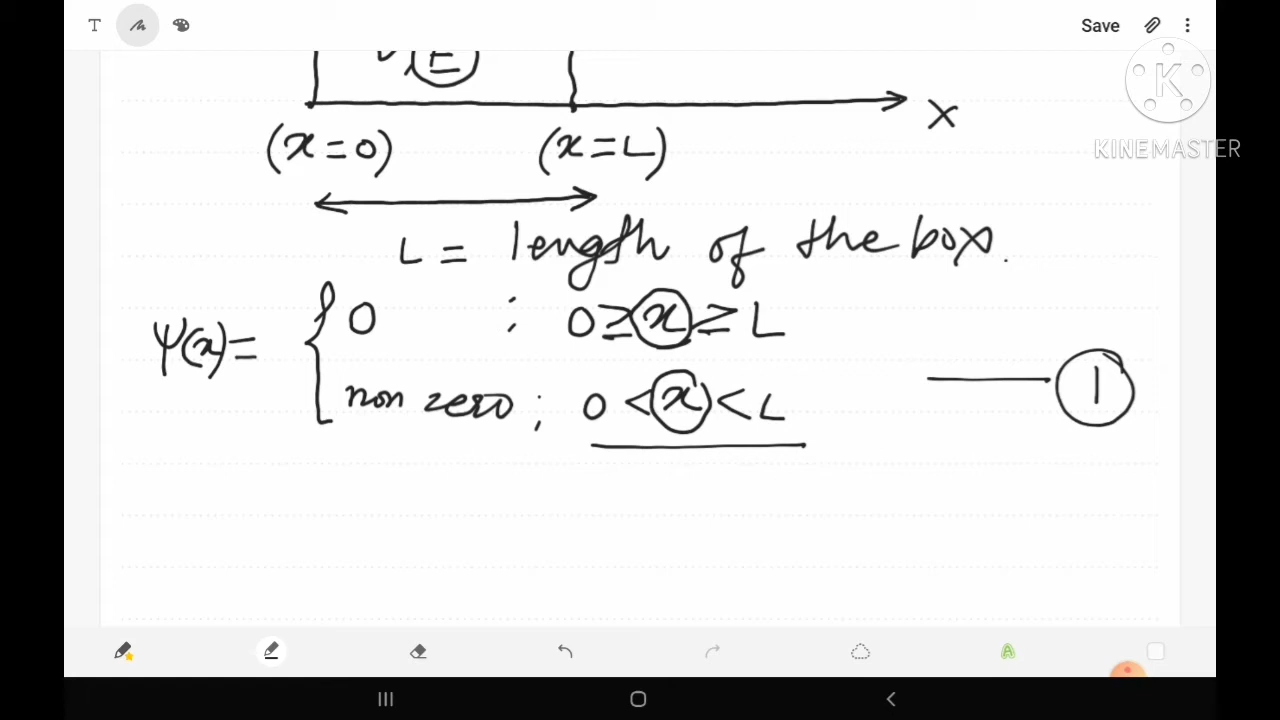 T
Save
E
x
(x=0) (x=L)
K
KINEMASTER
L = length of the box.
ψ(x)= { 0 ; 0≥x≥L
non zero ; 0<x<L
1
A